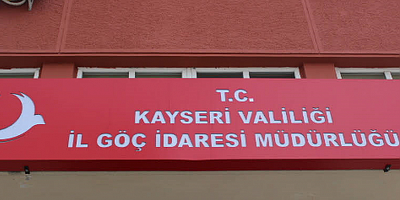 T.C.
KAYSERİ VALİLİĞİ
İL GÖÇ İDARESİ MÜDÜRLÜĞÜ